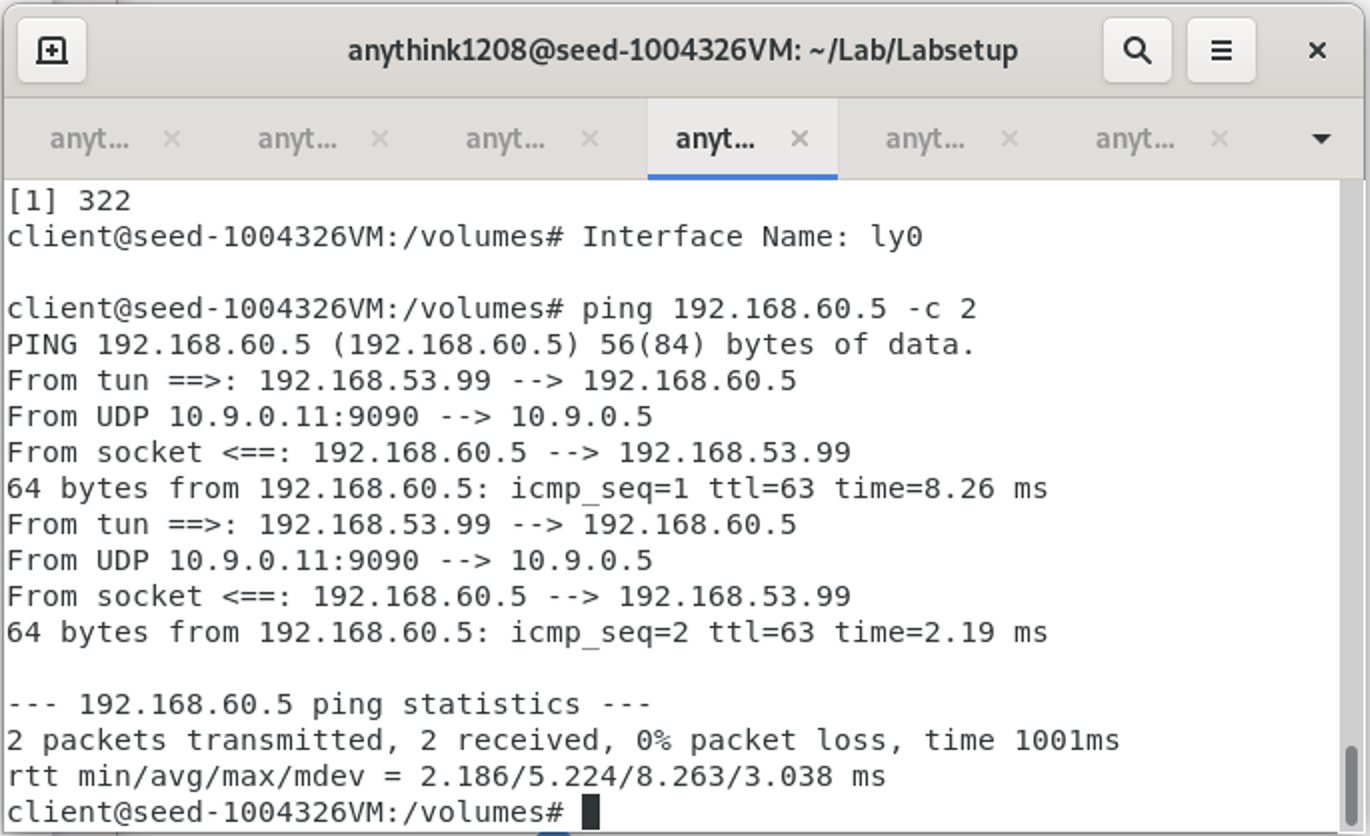 anythink1208@seed-1004326VM: ~/Lab/Labsetup
anyt... anyt... anyt... anyt... anyt... anyt...
[1] 322
client@seed-1004326VM:/volumes# Interface Name: ly0
client@seed-1004326VM:/volumes# ping 192.168.60.5 -c 2
PING 192.168.60.5 (192.168.60.5) 56(84) bytes of data.
From tun ==>: 192.168.53.99 --> 192.168.60.5
From UDP 10.9.0.11:9090 --> 10.9.0.5
From socket <==: 192.168.60.5 --> 192.168.53.99
64 bytes from 192.168.60.5: icmp_seq=1 ttl=63 time=8.26 ms
From tun ==>: 192.168.53.99 --> 192.168.60.5
From UDP 10.9.0.11:9090 --> 10.9.0.5
From socket <==: 192.168.60.5 --> 192.168.53.99
64 bytes from 192.168.60.5: icmp_seq=2 ttl=63 time=2.19 ms
--- 192.168.60.5 ping statistics ---
2 packets transmitted, 2 received, 0% packet loss, time 1001ms
rtt min/avg/max/mdev = 2.186/5.224/8.263/3.038 ms
client@seed-1004326VM:/volumes#